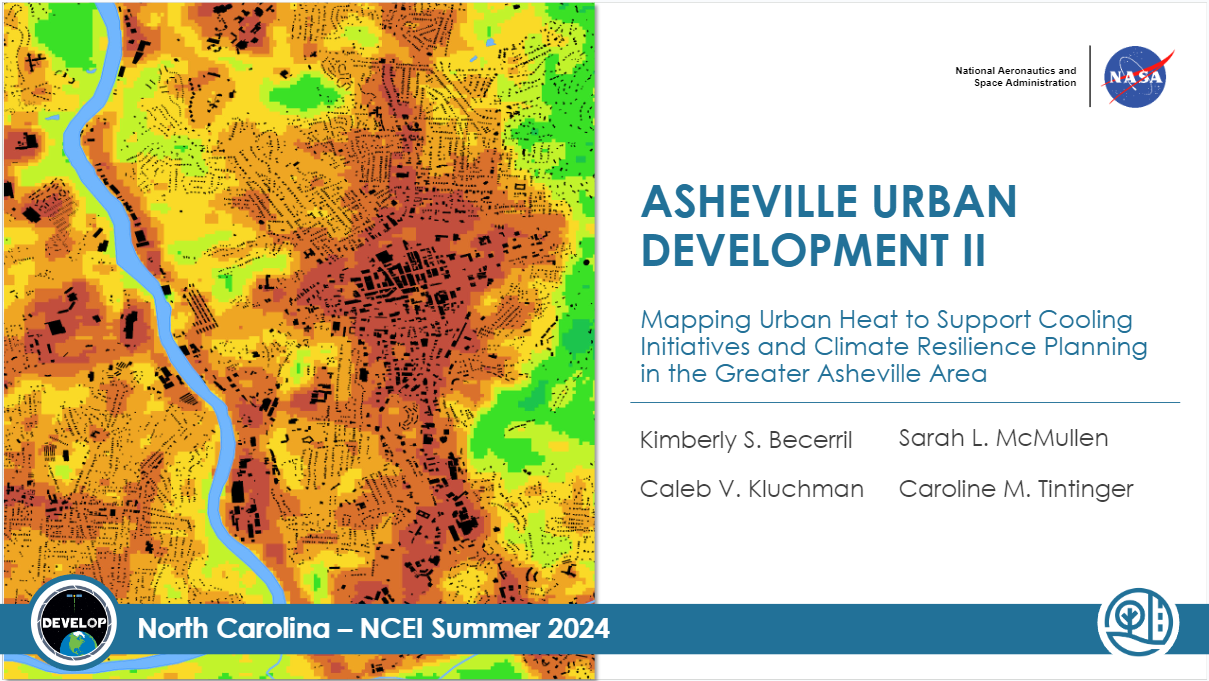 National Aeronautics and
Space Administration
NASA
ASHEVILLE URBAN
DEVELOPMENT II
Mapping Urban Heat to Support Cooling
Initiatives and Climate Resilience Planning
in the Greater Asheville Area
Kimberly S. Becerril
Sarah L. McMullen
Caleb V. Kluchman
Caroline M. Tintinger
DEVELOP
North Carolina – NCEI Summer 2024